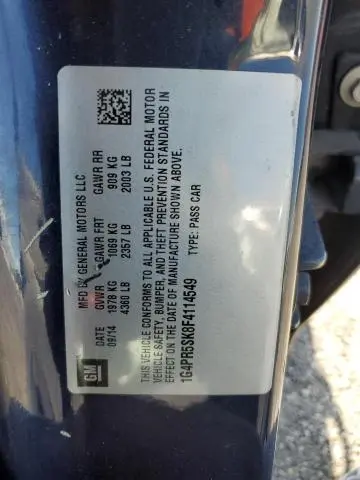 GM
MFD BY GENERAL MOTORS LLC
DATE GVWR GAWR FRT GAWR RR
09/14 1978 KG 1069 KG 909 KG
4360 LB 2357 LB 2003 LB
THIS VEHICLE CONFORMS TO ALL APPLICABLE U.S. FEDERAL MOTOR
VEHICLE SAFETY, BUMPER, AND THEFT PREVENTION STANDARDS IN
EFFECT ON THE DATE OF MANUFACTURE SHOWN ABOVE.
1G4PR5SK8F4114549 TYPE: PASS CAR